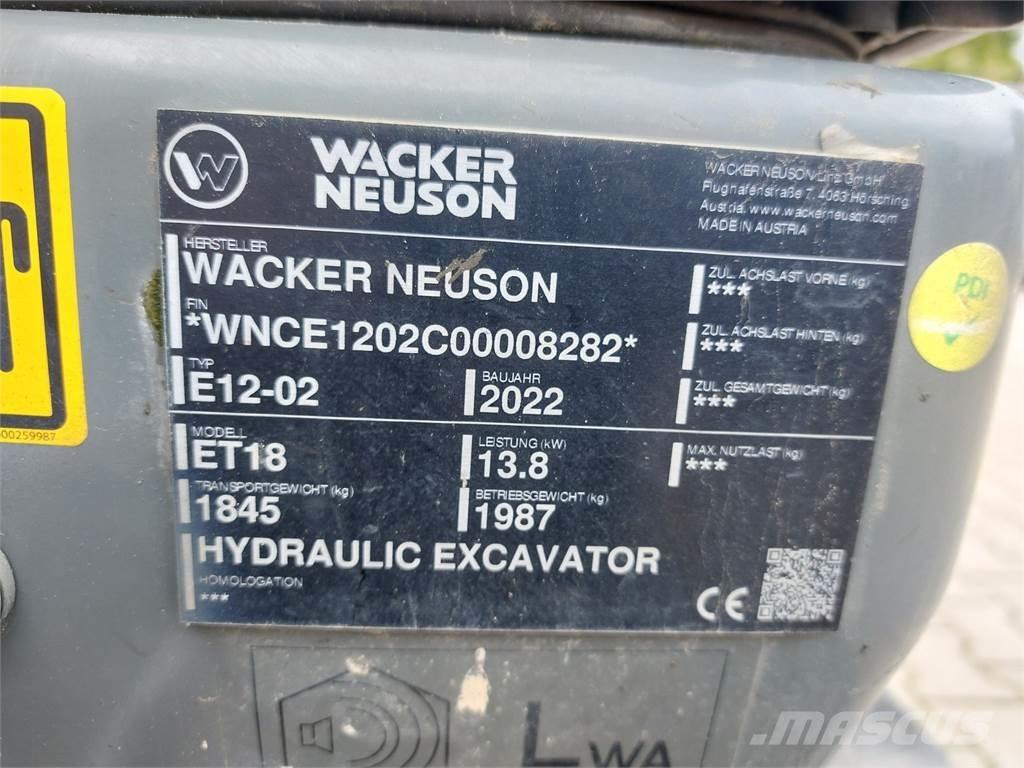 W
WACKER
NEUSON
WACKER NEUSON Linz GmbH
Flughafenstraße 7, 4063 Hörsching
Austria, www.wackerneuson.com
MADE IN AUSTRIA
HERSTELLER
WACKER NEUSON
FIN
*WNCE1202C00008282*
TYP
E12-02
BAUJAHR
2022
MODELL
ET18
LEISTUNG (kW)
13.8
TRANSPORTGEWICHT (kg)
1845
BETRIEBSGEWICHT (kg)
1987
HYDRAULIC EXCAVATOR
HOMOLOGATION
***
ZUL. ACHSLAST VORNE (kg)
***
ZUL. ACHSLAST HINTEN (kg)
***
ZUL. GESAMTGEWICHT (kg)
***
MAX. NUTZLAST (kg)
***
CE
PDI
00259987
LWA
MASCUS